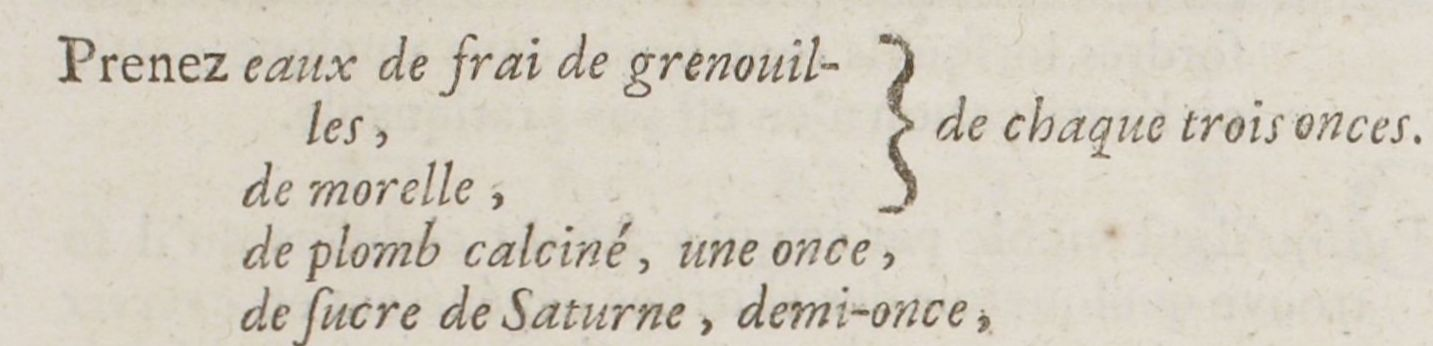 Prenez eaux de frai de grenouil-
les,
de morelle,
} de chaque trois onces.
de plomb calciné, une once,
de ſucre de Saturne, demi-once,